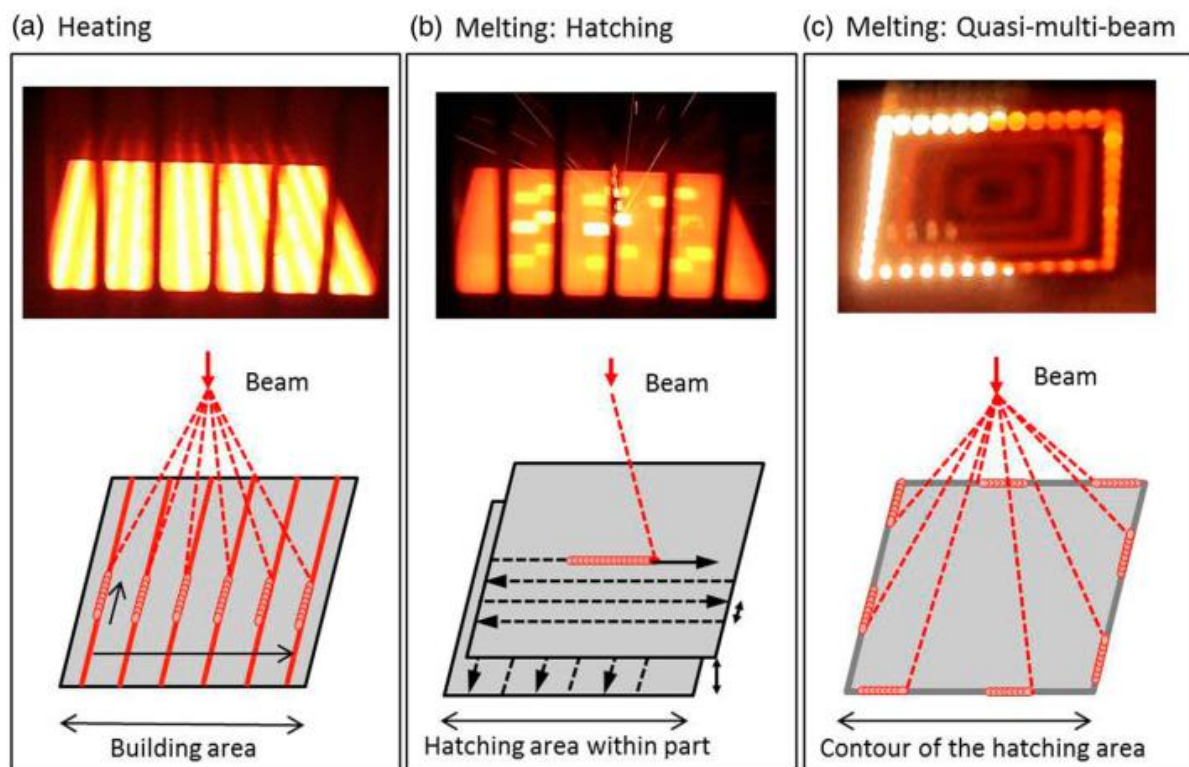 (a) Heating
(b) Melting: Hatching
(c) Melting: Quasi-multi-beam
Beam
Beam
Beam
Building area
Hatching area within part
Contour of the hatching area